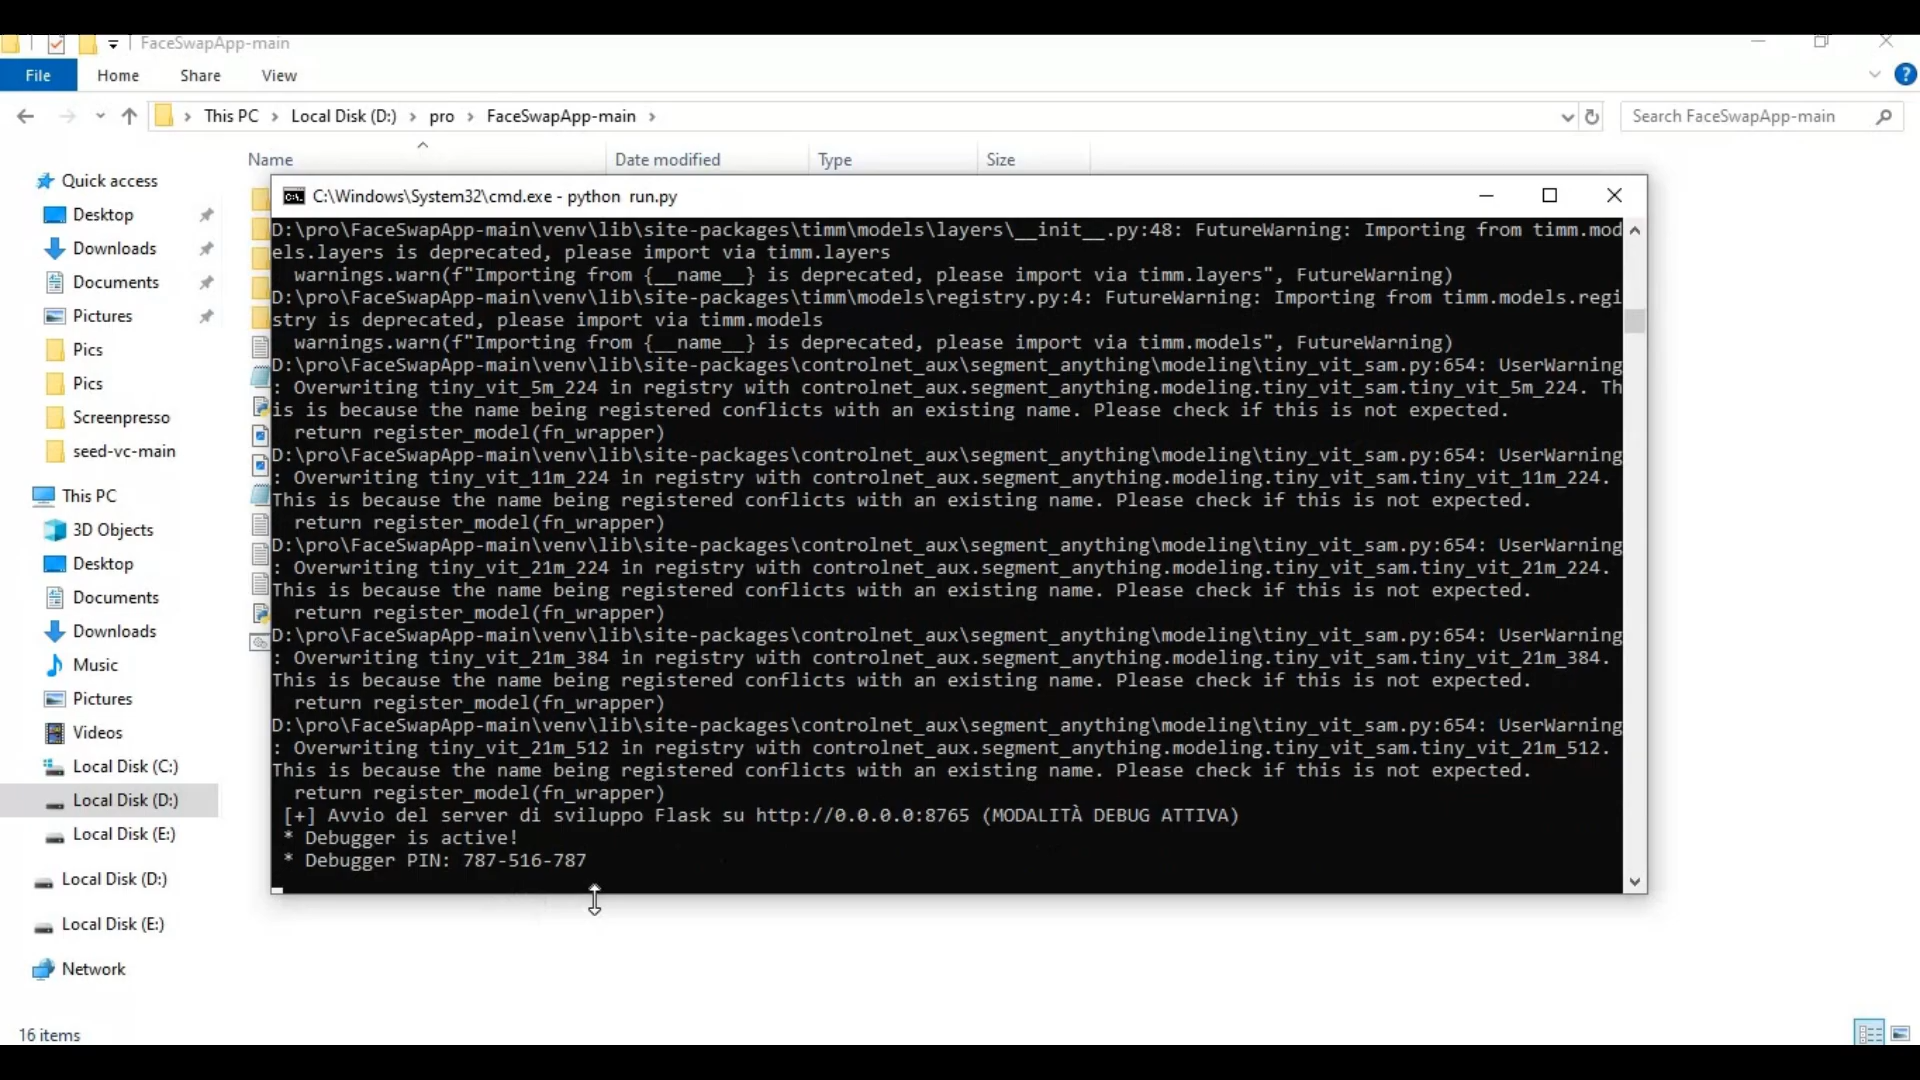 FaceSwapApp-main
File Home Share View
This PC Local Disk (D:) pro FaceSwapApp-main
Search FaceSwapApp-main
Name Date modified Type Size
Quick access
Desktop
Downloads
Documents
Pictures
Pics
Pics
Screenpresso
seed-vc-main
This PC
3D Objects
Desktop
Documents
Downloads
Music
Pictures
Videos
Local Disk (C:)
Local Disk (D:)
Local Disk (E:)
Local Disk (D:)
Local Disk (E:)
Network
16 items
C:\Windows\System32\cmd.exe - python run.py
D:\pro\FaceSwapApp-main\venv\lib\site-packages\timm\models\layers\__init__.py:48: FutureWarning: Importing from timm.mod
els.layers is deprecated, please import via timm.layers
warnings.warn(f"Importing from {__name__} is deprecated, please import via timm.layers", FutureWarning)
D:\pro\FaceSwapApp-main\venv\lib\site-packages\timm\models\registry.py:4: FutureWarning: Importing from timm.models.regi
stry is deprecated, please import via timm.models
warnings.warn(f"Importing from {__name__} is deprecated, please import via timm.models", FutureWarning)
D:\pro\FaceSwapApp-main\venv\lib\site-packages\controlnet_aux\segment_anything\modeling\tiny_vit_sam.py:654: UserWarning
: Overwriting tiny_vit_5m_224 in registry with controlnet_aux.segment_anything.modeling.tiny_vit_sam.tiny_vit_5m_224. Th
is is because the name being registered conflicts with an existing name. Please check if this is not expected.
return register_model(fn_wrapper)
D:\pro\FaceSwapApp-main\venv\lib\site-packages\controlnet_aux\segment_anything\modeling\tiny_vit_sam.py:654: UserWarning
: Overwriting tiny_vit_11m_224 in registry with controlnet_aux.segment_anything.modeling.tiny_vit_sam.tiny_vit_11m_224.
This is because the name being registered conflicts with an existing name. Please check if this is not expected.
return register_model(fn_wrapper)
D:\pro\FaceSwapApp-main\venv\lib\site-packages\controlnet_aux\segment_anything\modeling\tiny_vit_sam.py:654: UserWarning
: Overwriting tiny_vit_21m_224 in registry with controlnet_aux.segment_anything.modeling.tiny_vit_sam.tiny_vit_21m_224.
This is because the name being registered conflicts with an existing name. Please check if this is not expected.
return register_model(fn_wrapper)
D:\pro\FaceSwapApp-main\venv\lib\site-packages\controlnet_aux\segment_anything\modeling\tiny_vit_sam.py:654: UserWarning
: Overwriting tiny_vit_21m_384 in registry with controlnet_aux.segment_anything.modeling.tiny_vit_sam.tiny_vit_21m_384.
This is because the name being registered conflicts with an existing name. Please check if this is not expected.
return register_model(fn_wrapper)
D:\pro\FaceSwapApp-main\venv\lib\site-packages\controlnet_aux\segment_anything\modeling\tiny_vit_sam.py:654: UserWarning
: Overwriting tiny_vit_21m_512 in registry with controlnet_aux.segment_anything.modeling.tiny_vit_sam.tiny_vit_21m_512.
This is because the name being registered conflicts with an existing name. Please check if this is not expected.
return register_model(fn_wrapper)
[+] Avvio del server di sviluppo Flask su http://0.0.0.0:8765 (MODALITÀ DEBUG ATTIVA)
* Debugger is active!
* Debugger PIN: 787-516-787